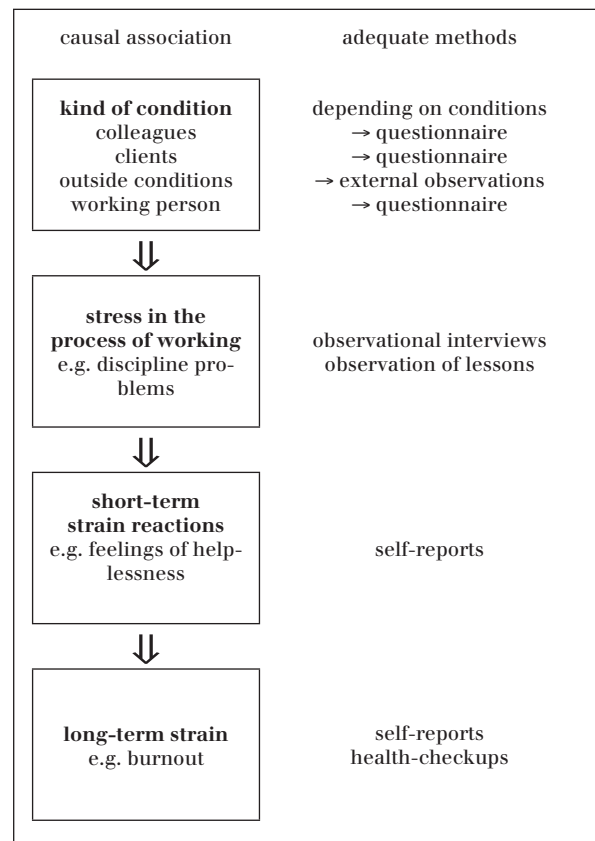 causal association adequate methods
kind of condition depending on conditions
colleagues → questionnaire
clients → questionnaire
outside conditions → external observations
working person → questionnaire
⇓
stress in the
process of working observational interviews
e.g. discipline pro- observation of lessons
blems
⇓
short-term
strain reactions
e.g. feelings of help- self-reports
lessness
⇓
long-term strain self-reports
e.g. burnout health-checkups